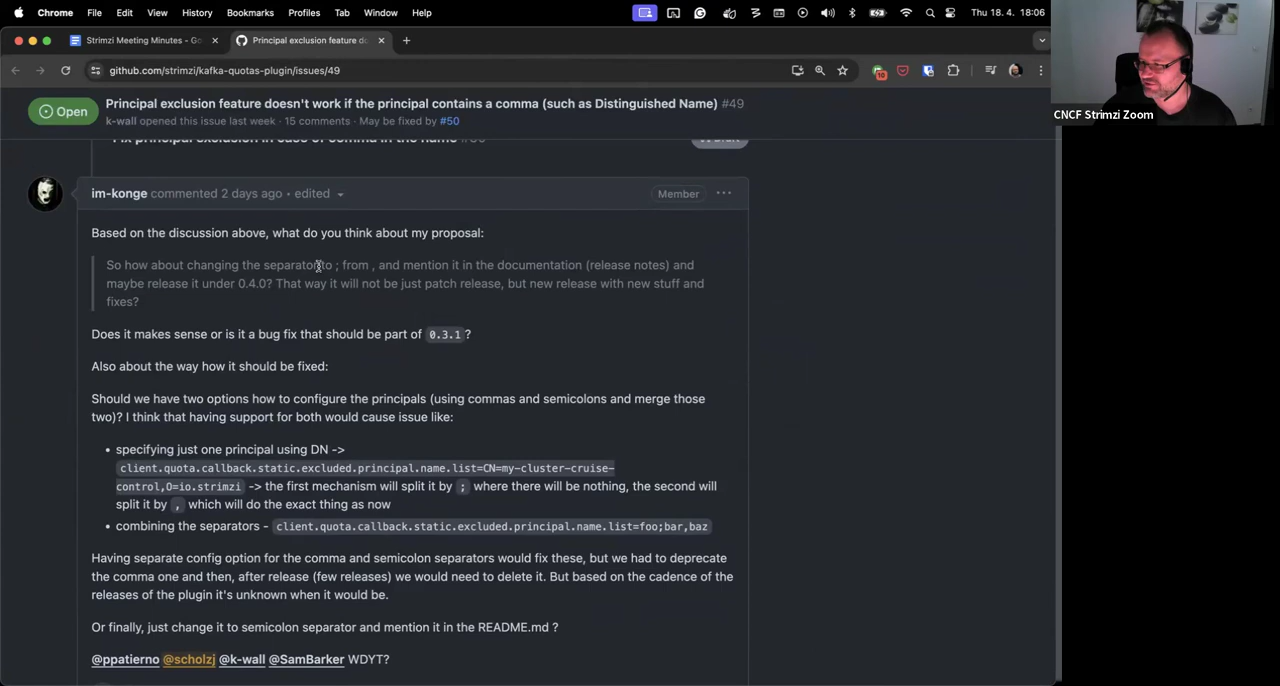 Chrome File Edit View History Bookmarks Profiles Tab Window Help Thu 18. 4. 18:06
Strimzi Meeting Minutes - Go Principal exclusion feature do
github.com/strimzi/kafka-quotas-plugin/issues/49
10
Open
Principal exclusion feature doesn't work if the principal contains a comma (such as Distinguished Name) #49
k-wall opened this issue last week · 15 comments · May be fixed by #50
CNCF Strimzi Zoom
im-konge commented 2 days ago · edited
Member
Based on the discussion above, what do you think about my proposal:
So how about changing the separator to ; from , and mention it in the documentation (release notes) and
maybe release it under 0.4.0? That way it will not be just patch release, but new release with new stuff and
fixes?
Does it makes sense or is it a bug fix that should be part of 0.3.1?
Also about the way how it should be fixed:
Should we have two options how to configure the principals (using commas and semicolons and merge those
two)? I think that having support for both would cause issue like:
• specifying just one principal using DN ->
client.quota.callback.static.excluded.principal.name.list=CN=my-cluster-cruise-
control,O=io.strimzi -> the first mechanism will split it by ; where there will be nothing, the second will
split it by , which will do the exact thing as now
• combining the separators - client.quota.callback.static.excluded.principal.name.list=foo;bar,baz
Having separate config option for the comma and semicolon separators would fix these, but we had to deprecate
the comma one and then, after release (few releases) we would need to delete it. But based on the cadence of the
releases of the plugin it's unknown when it would be.
Or finally, just change it to semicolon separator and mention it in the README.md ?
@ppatierno @scholzj @k-wall @SamBarker WDYT?